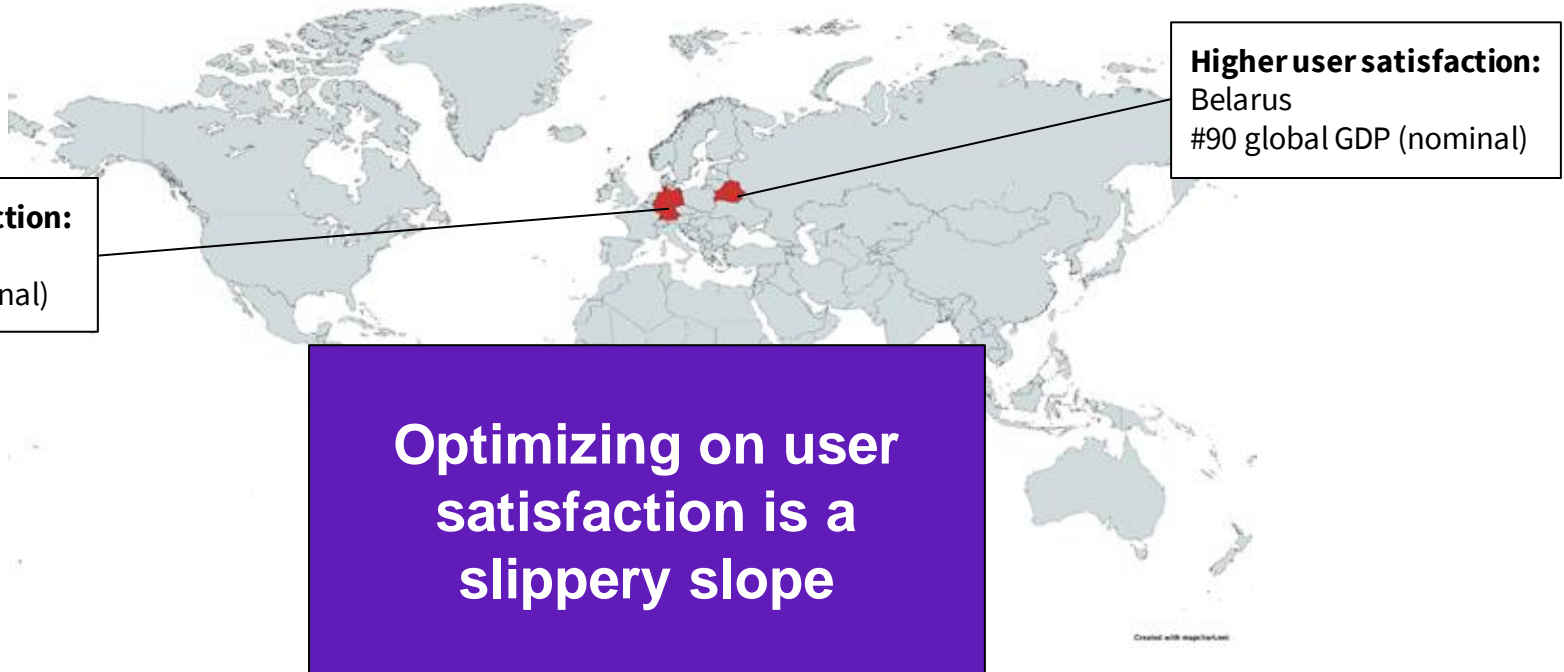 Higher user satisfaction:
Belarus
#90 global GDP (nominal)
ction:
nal)
Optimizing on user
satisfaction is a
slippery slope
Created with mapchart.net